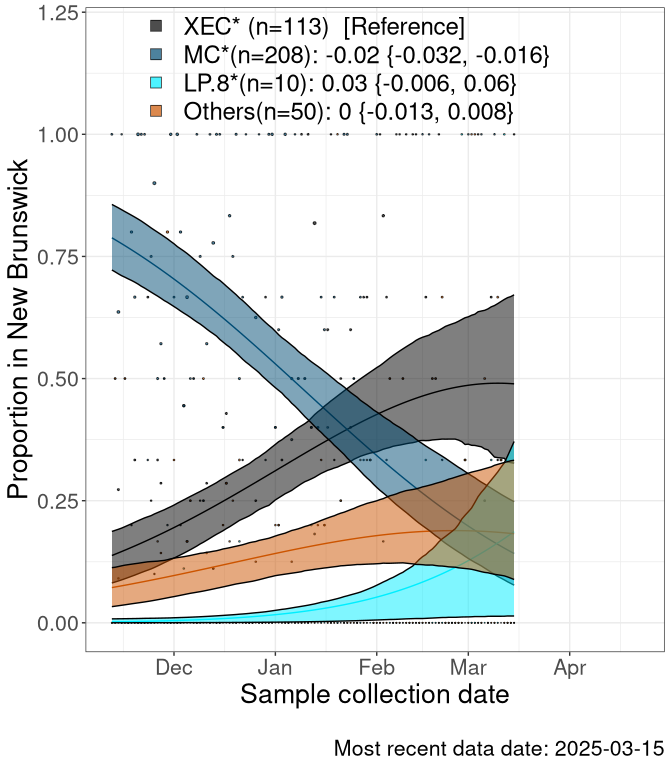 XEC* (n=113)  [Reference]
MC*(n=208): -0.02 {-0.032, -0.016}
LP.8*(n=10): 0.03 {-0.006, 0.06}
Others(n=50): 0 {-0.013, 0.008}
1.25
1.00
0.75
0.50
0.25
0.00
Proportion in New Brunswick
Dec Jan Feb Mar Apr
Sample collection date
Most recent data date: 2025-03-15